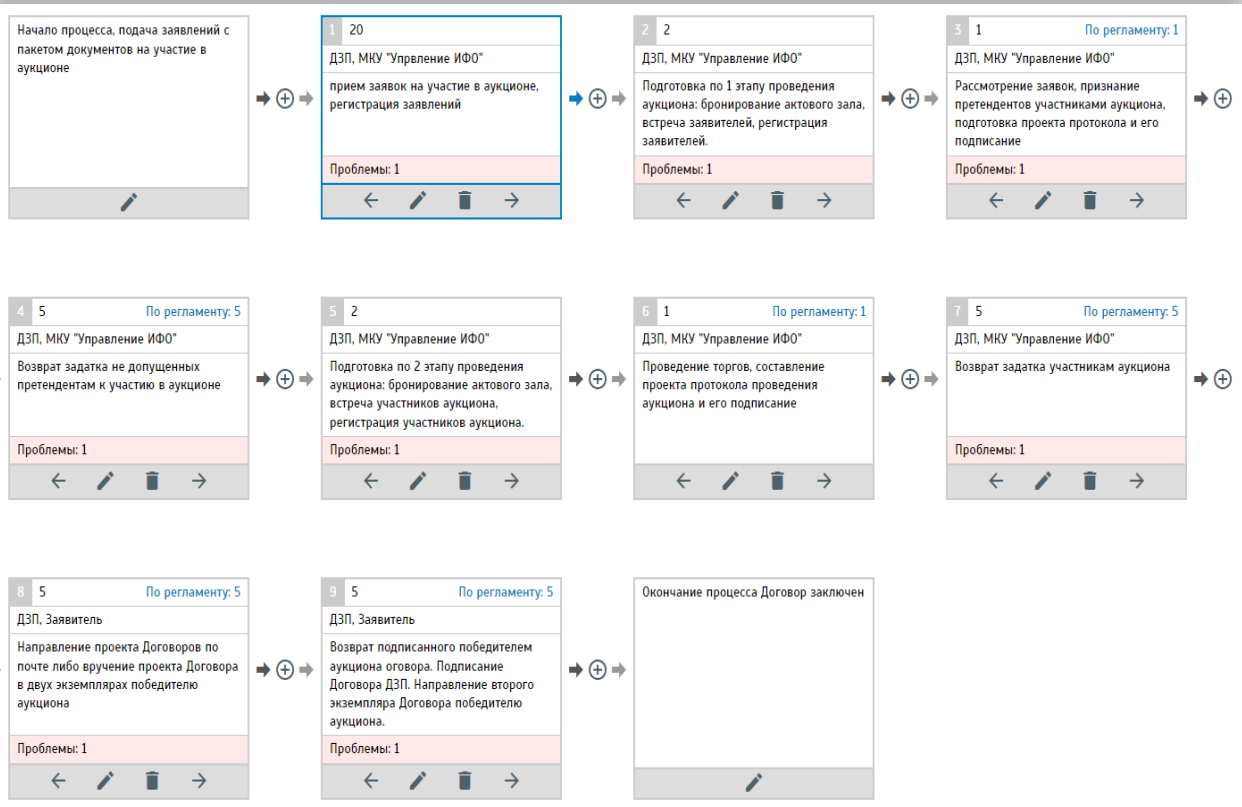 Начало процесса, подача заявлений с
пакетом документов на участие в
аукционе
1 20
ДЗП, МКУ "Упрвление ИФО"
прием заявок на участие в аукционе,
регистрация заявлений
Проблемы: 1
2 2
ДЗП, МКУ "Управление ИФО"
Подготовка по 1 этапу проведения
аукциона: бронирование актового зала,
встреча заявителей, регистрация
заявителей.
Проблемы: 1
3 1 По регламенту: 1
ДЗП, МКУ "Управление ИФО"
Рассмотрение заявок, признание
претендентов участниками аукциона,
подготовка проекта протокола и его
подписание
Проблемы: 1
4 5 По регламенту: 5
ДЗП, МКУ "Управление ИФО"
Возврат задатка не допущенных
претендентам к участию в аукционе
Проблемы: 1
5 2
ДЗП, МКУ "Управление ИФО"
Подготовка по 2 этапу проведения
аукциона: бронирование актового зала,
встреча участников аукциона,
регистрация участников аукциона.
Проблемы: 1
6 1 По регламенту: 1
ДЗП, МКУ "Управление ИФО"
Проведение торгов, составление
проекта протокола проведения
аукциона и его подписание
7 5 По регламенту: 5
ДЗП, МКУ "Управление ИФО"
Возврат задатка участникам аукциона
Проблемы: 1
8 5 По регламенту: 5
ДЗП, Заявитель
Направление проекта Договоров по
почте либо вручение проекта Договора
в двух экземплярах победителю
аукциона
Проблемы: 1
9 5 По регламенту: 5
ДЗП, Заявитель
Возврат подписанного победителем
аукциона оговора. Подписание
Договора ДЗП. Направление второго
экземпляра Договора победителю
аукциона.
Проблемы: 1
Окончание процесса Договор заключен